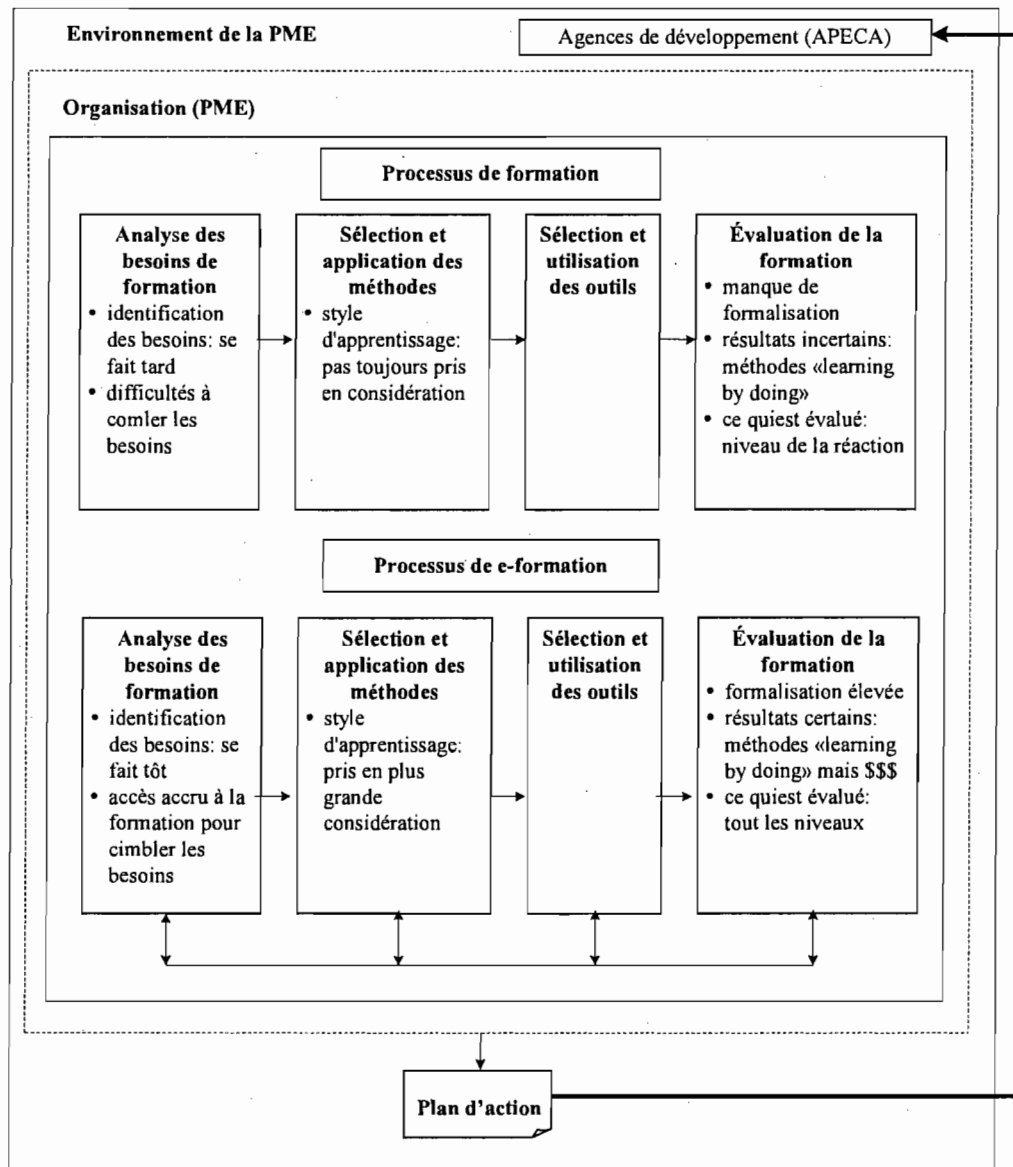 Environnement de la PME
Agences de développement (APECA)
Organisation (PME)
Processus de formation
Analyse des
besoins de
formation
• identification
des besoins: se
fait tard
• difficultés à
comler les
besoins
Sélection et
application des
méthodes
• style
d'apprentissage:
pas toujours pris
en considération
Sélection et
utilisation
des outils
Évaluation de la
formation
• manque de
formalisation
• résultats incertains:
méthodes «learning
by doing»
• ce quiest évalué:
niveau de la réaction
Processus de e-formation
Analyse des
besoins de
formation
• identification
des besoins: se
fait tôt
• accès accru à la
formation pour
cimbler les
besoins
Sélection et
application des
méthodes
• style
d'apprentissage:
pris en plus
grande
considération
Sélection et
utilisation
des outils
Évaluation de la
formation
• formalisation élevée
• résultats certains:
méthodes «learning
by doing» mais $$$
• ce quiest évalué:
tout les niveaux
Plan d'action